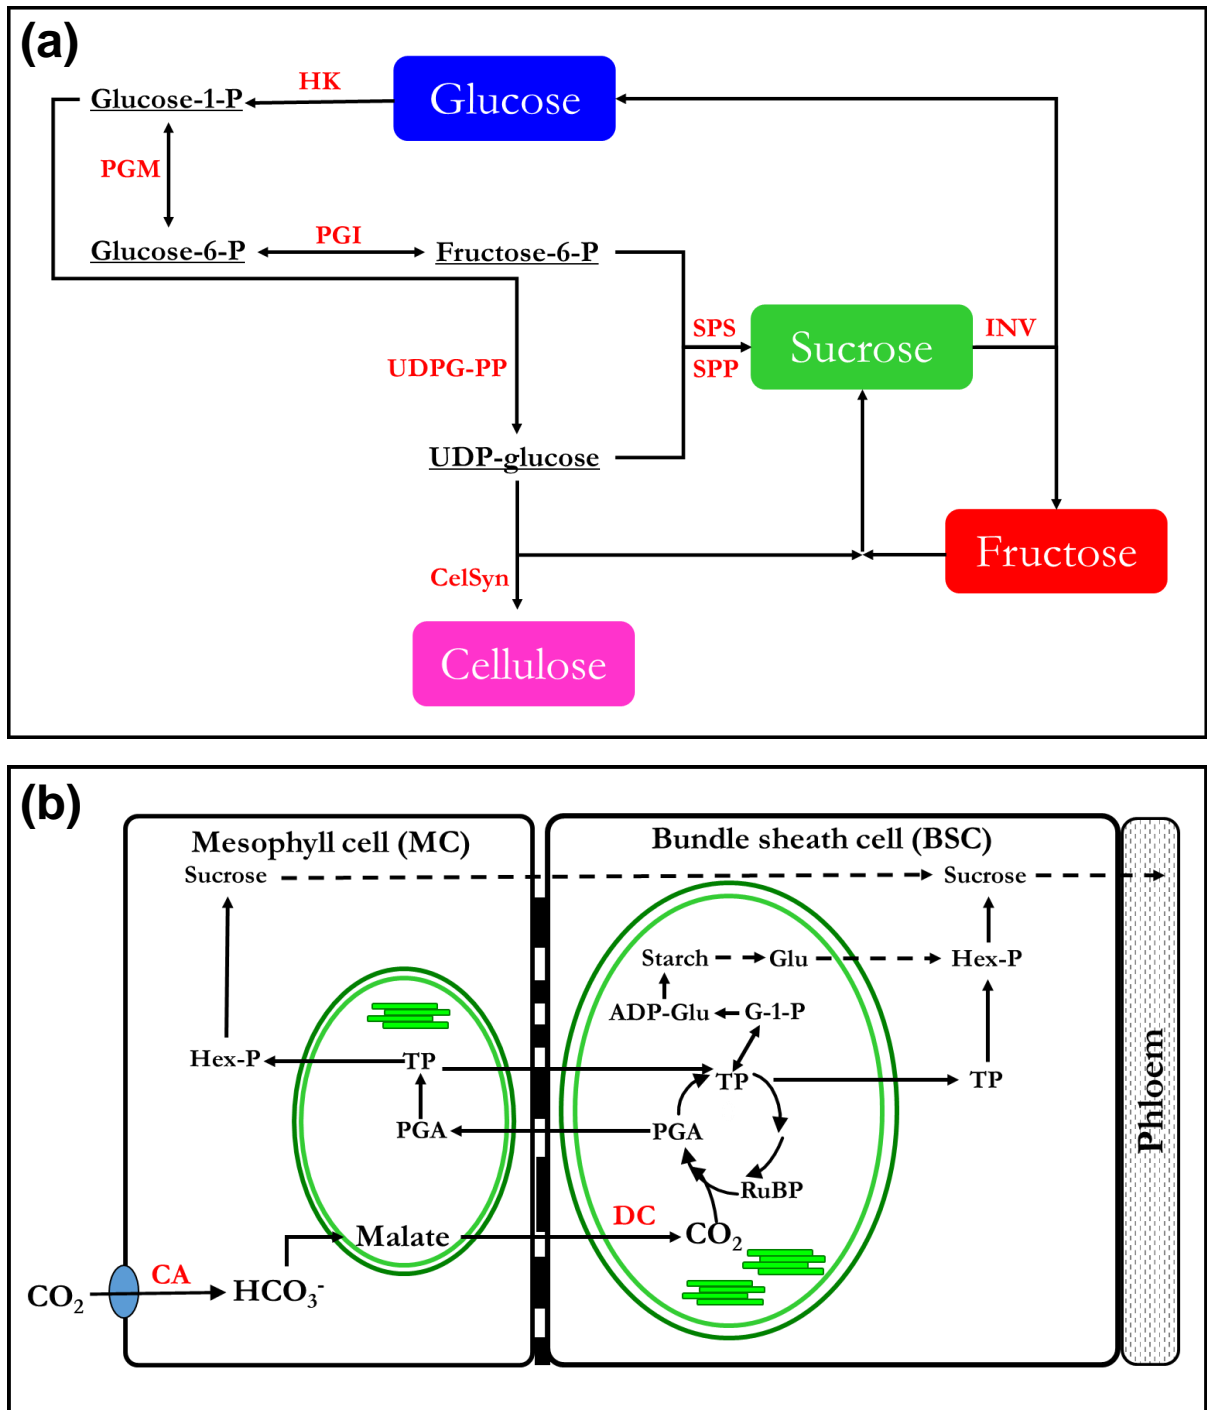 (a)
HK
Glucose
Glucose-1-P
PGM
PGI
Glucose-6-P
Fructose-6-P
SPS
INV
Sucrose
UDPG-PP
SPP
UDP-glucose
Fructose
CelSyn
Cellulose
(b)
Mesophyll cell (MC)
Bundle sheath cell (BSC)
Sucrose
Sucrose
Starch
Glu
Hex-P
ADP-Glu
G-1-P
Hex-P
TP
TP
TP
PGA
PGA
Phloem
RuBP
DC
Malate
CO2
CA
CO2
HCO3-